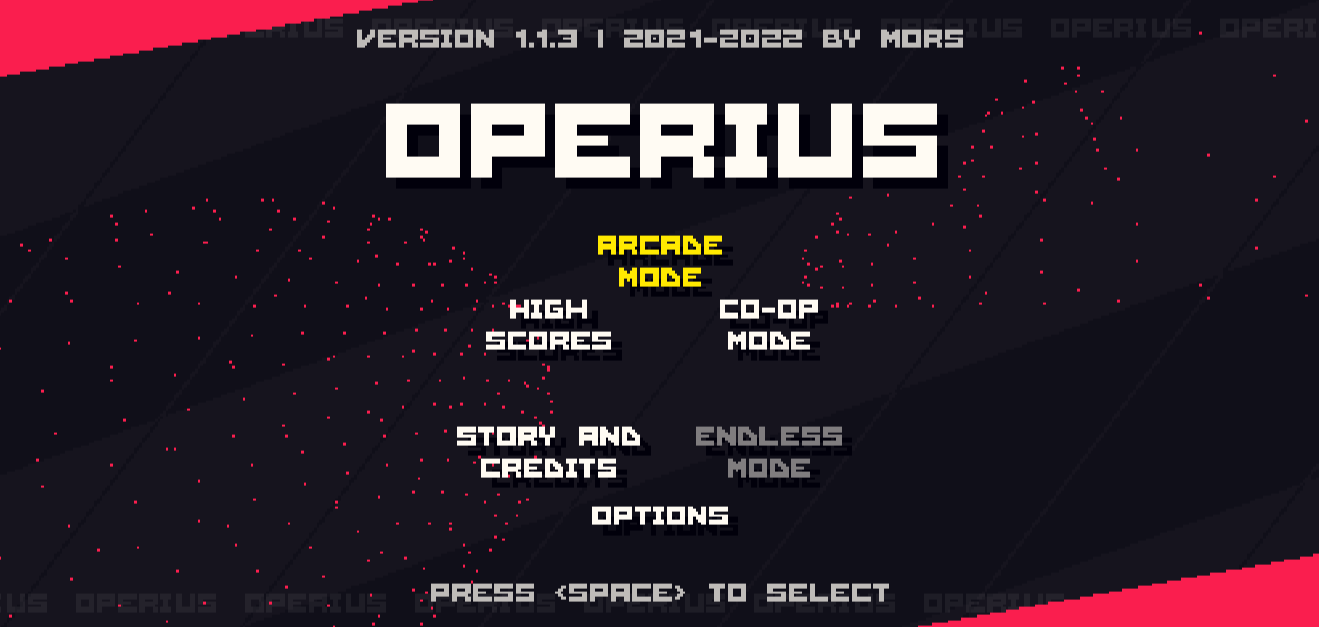 VERSION 1.1.3 | 2021-2022 BY MORS
OPERIUS
ARCADE
MODE
HIGH
SCORES
CO-OP
MODE
STORY AND
CREDITS
ENDLESS
MODE
OPTIONS
PRESS <SPACE> TO SELECT